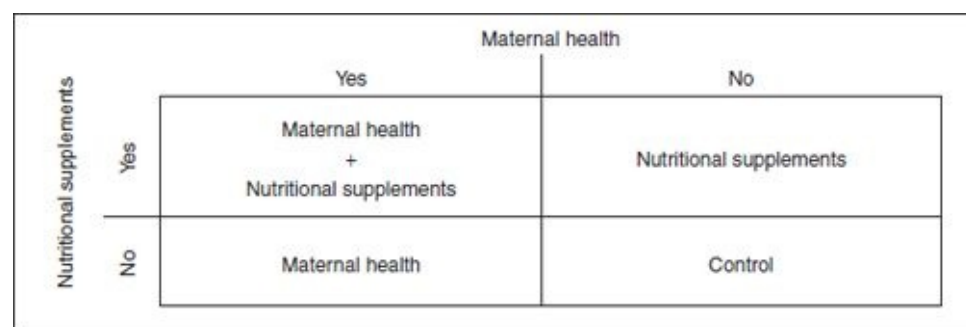 Maternal health
Yes
No
Nutritional supplements
Yes
Maternal health
+
Nutritional supplements
Nutritional supplements
No
Maternal health
Control